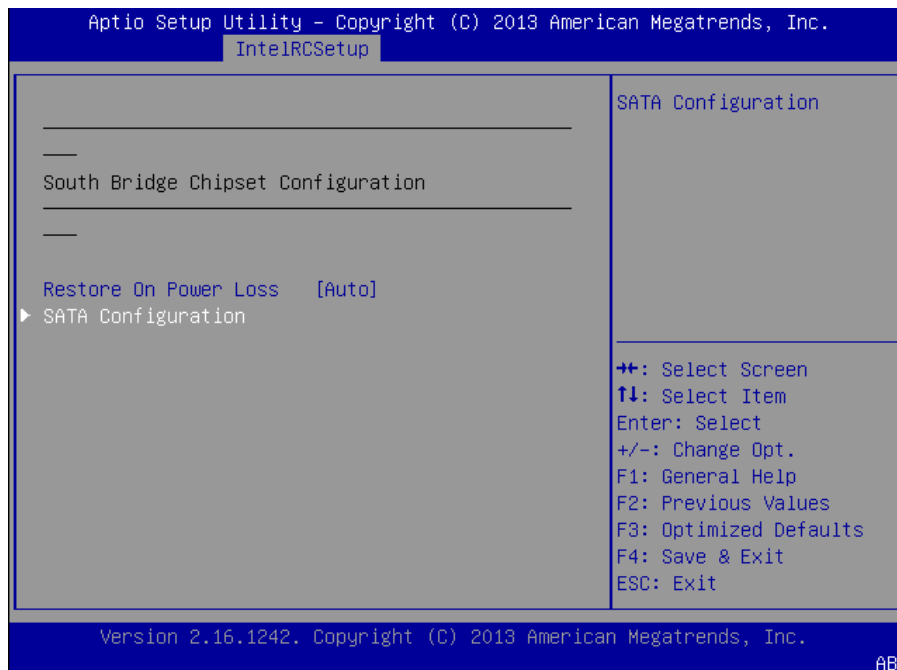 Aptio Setup Utility – Copyright (C) 2013 American Megatrends, Inc.
IntelRCSetup
South Bridge Chipset Configuration
Restore On Power Loss [Auto]
SATA Configuration
SATA Configuration
→←: Select Screen
↑↓: Select Item
Enter: Select
+/-: Change Opt.
F1: General Help
F2: Previous Values
F3: Optimized Defaults
F4: Save & Exit
ESC: Exit
Version 2.16.1242. Copyright (C) 2013 American Megatrends, Inc.
AB